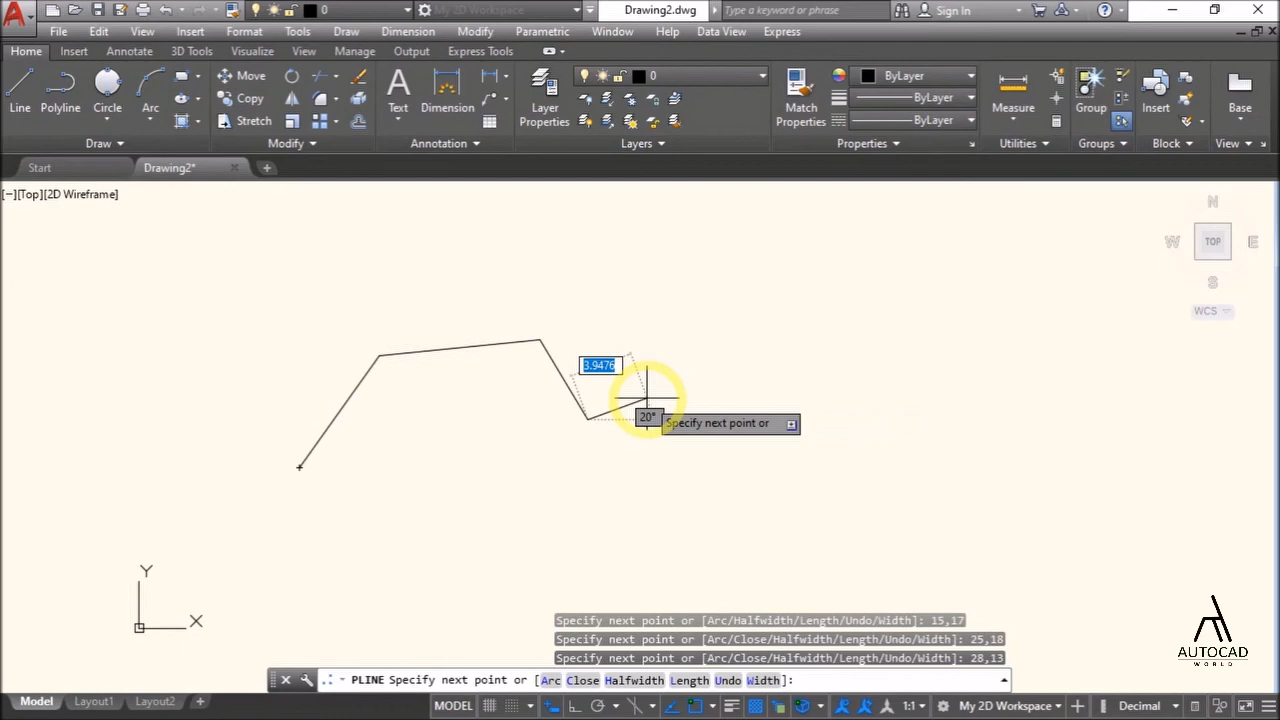 A 0 My 2D Workspace Drawing2.dwg Type a keyword or phrase Sign In
File Edit View Insert Format Tools Draw Dimension Modify Parametric Window Help Data View Express
Home Insert Annotate 3D Tools Visualize View Manage Output Express Tools
Line Polyline Circle Arc
Move
Copy
Stretch
Text Dimension
Layer Properties
0
Match Properties
ByLayer
ByLayer
ByLayer
Measure Group Insert Base
Draw Modify Annotation Layers Properties Utilities Groups Block View
Start Drawing2*
[−][Top][2D Wireframe]
N
W TOP E
S
WCS
3.9476
20° Specify next point or
Y
X
Specify next point or [Arc/Halfwidth/Length/Undo/Width]: 15,17
Specify next point or [Arc/Close/Halfwidth/Length/Undo/Width]: 25,18
Specify next point or [Arc/Close/Halfwidth/Length/Undo/Width]: 28,13
PLINE Specify next point or [Arc Close Halfwidth Length Undo Width]:
AUTOCAD
WORLD
Model Layout1 Layout2 MODEL 1:1 My 2D Workspace Decimal